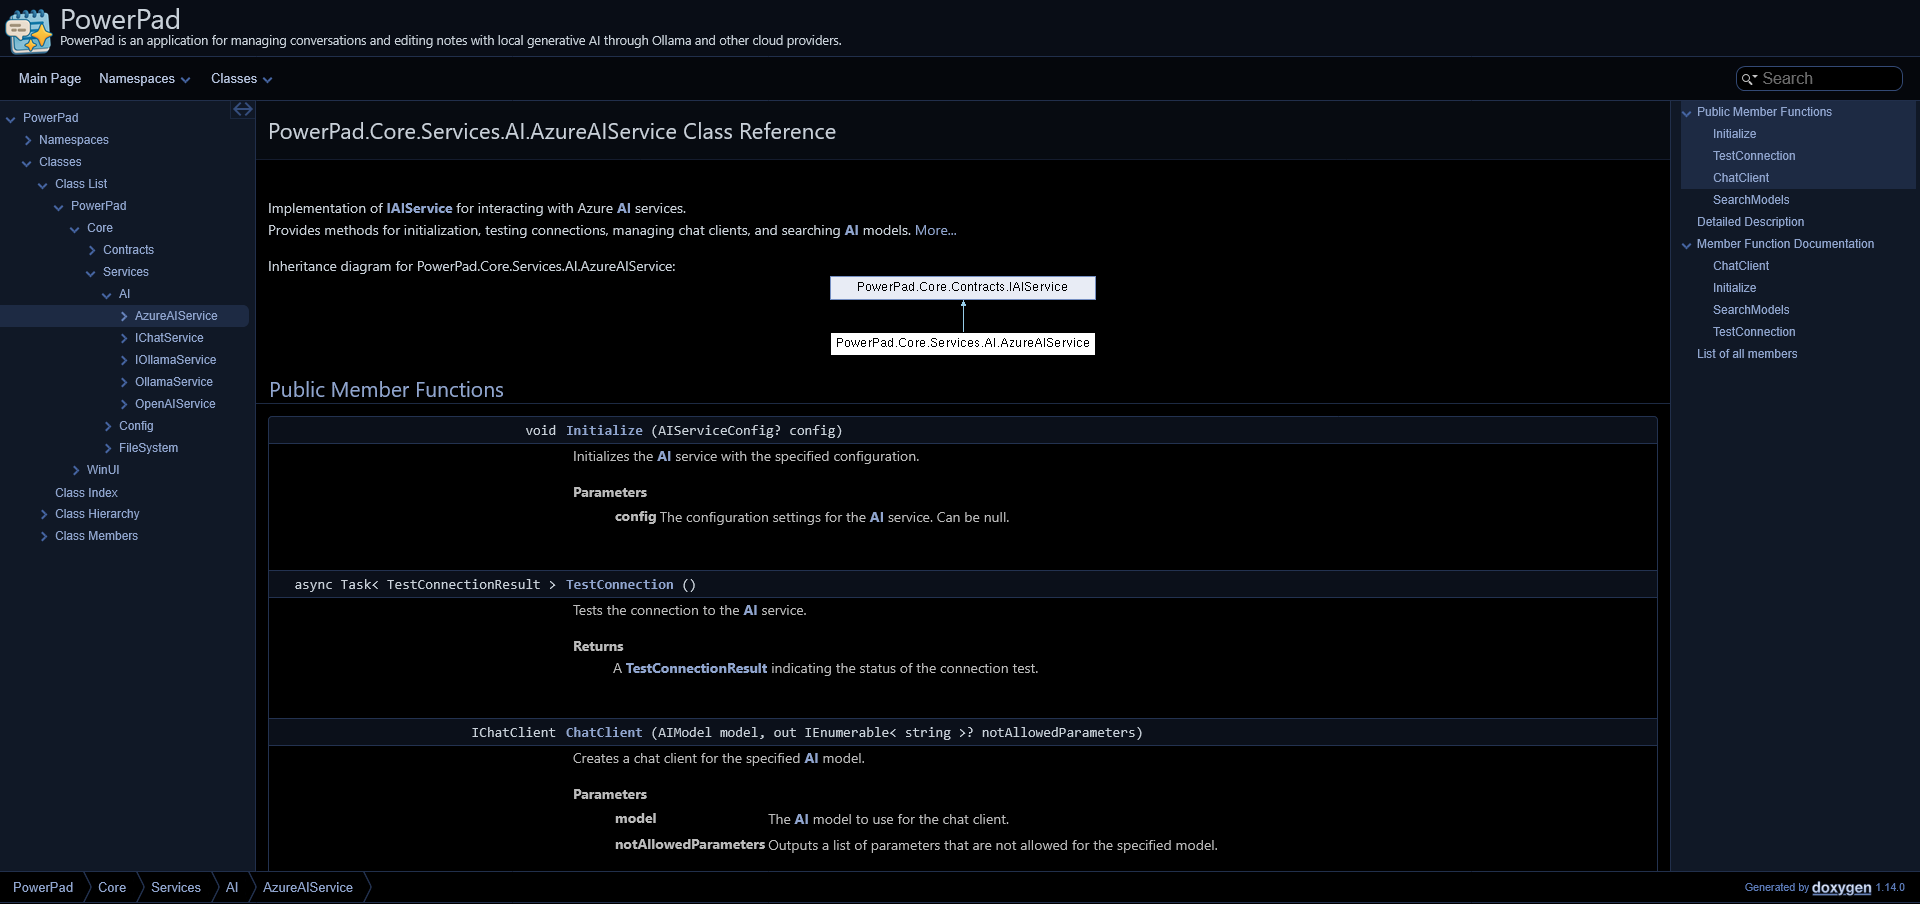 PowerPad
PowerPad is an application for managing conversations and editing notes with local generative AI through Ollama and other cloud providers.
Main Page
Namespaces
Classes
Search
PowerPad
Namespaces
Classes
Class List
PowerPad
Core
Contracts
Services
AI
AzureAIService
IChatService
IOllamaService
OllamaService
OpenAIService
Config
FileSystem
WinUI
Class Index
Class Hierarchy
Class Members
PowerPad.Core.Services.AI.AzureAIService Class Reference
Implementation of IAIService for interacting with Azure AI services.
Provides methods for initialization, testing connections, managing chat clients, and searching AI models. More...
Inheritance diagram for PowerPad.Core.Services.AI.AzureAIService:
PowerPad.Core.Contracts.IAIService
PowerPad.Core.Services.AI.AzureAIService
Public Member Functions
void Initialize (AIServiceConfig? config)
Initializes the AI service with the specified configuration.
Parameters
config The configuration settings for the AI service. Can be null.
async Task< TestConnectionResult > TestConnection ()
Tests the connection to the AI service.
Returns
A TestConnectionResult indicating the status of the connection test.
IChatClient ChatClient (AIModel model, out IEnumerable< string >? notAllowedParameters)
Creates a chat client for the specified AI model.
Parameters
model The AI model to use for the chat client.
notAllowedParameters Outputs a list of parameters that are not allowed for the specified model.
Public Member Functions
Initialize
TestConnection
ChatClient
SearchModels
Detailed Description
Member Function Documentation
ChatClient
Initialize
SearchModels
TestConnection
List of all members
PowerPad
Core
Services
AI
AzureAIService
Generated by doxygen 1.14.0